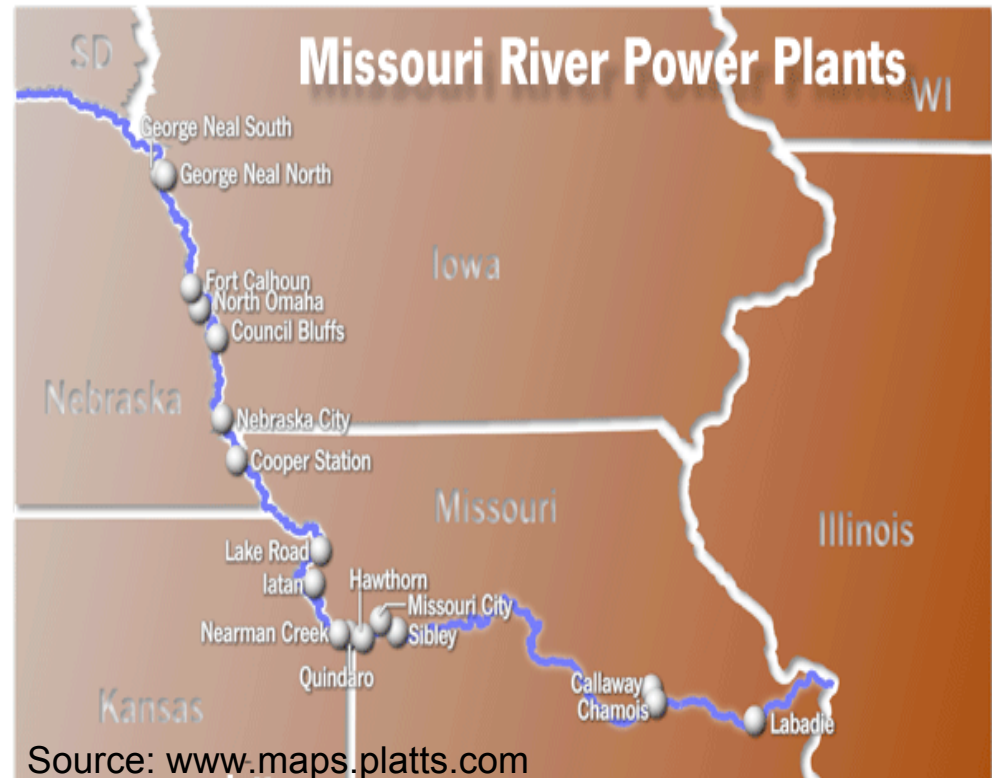 SD
Missouri River Power Plants
WI
George Neal South
George Neal North
Iowa
Fort Calhoun
North Omaha
Council Bluffs
Nebraska
Nebraska City
Cooper Station
Missouri
Illinois
Lake Road
Iatan
Hawthorn
Missouri City
Nearman Creek
Sibley
Quindaro
Callaway
Chamois
Kansas
Labadie
Source: www.maps.platts.com